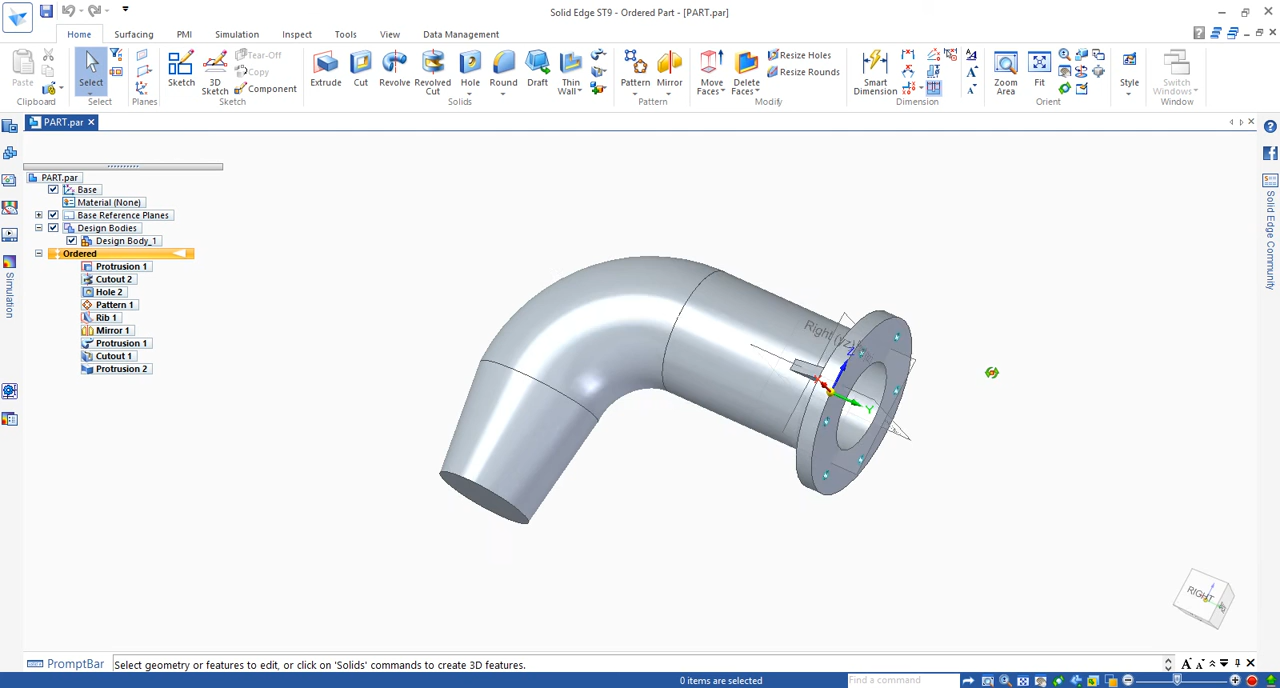 Solid Edge ST9 - Ordered Part - [PART.par]
Home Surfacing PMI Simulation Inspect Tools View Data Management
Paste
Clipboard
Select
Select
Planes
Sketch
3D
Sketch
Tear-Off
Copy
Component
Sketch
Extrude
Cut
Revolve
Revolved
Cut
Hole
Round
Draft
Thin
Wall
Solids
Pattern
Mirror
Pattern
Move
Faces
Delete
Faces
Resize Holes
Resize Rounds
Modify
Smart
Dimension
Dimension
Zoom
Area
Fit
Orient
Style
Style
Switch
Windows
Window
PART.par
PART.par
Base
Material (None)
Base Reference Planes
Design Bodies
Design Body_1
Ordered
Protrusion 1
Cutout 2
Hole 2
Pattern 1
Rib 1
Mirror 1
Protrusion 1
Cutout 1
Protrusion 2
Simulation
Solid Edge Community
Right (yz)
Z
Y
RIGHT
PromptBar
Select geometry or features to edit, or click on 'Solids' commands to create 3D features.
0 items are selected
Find a command